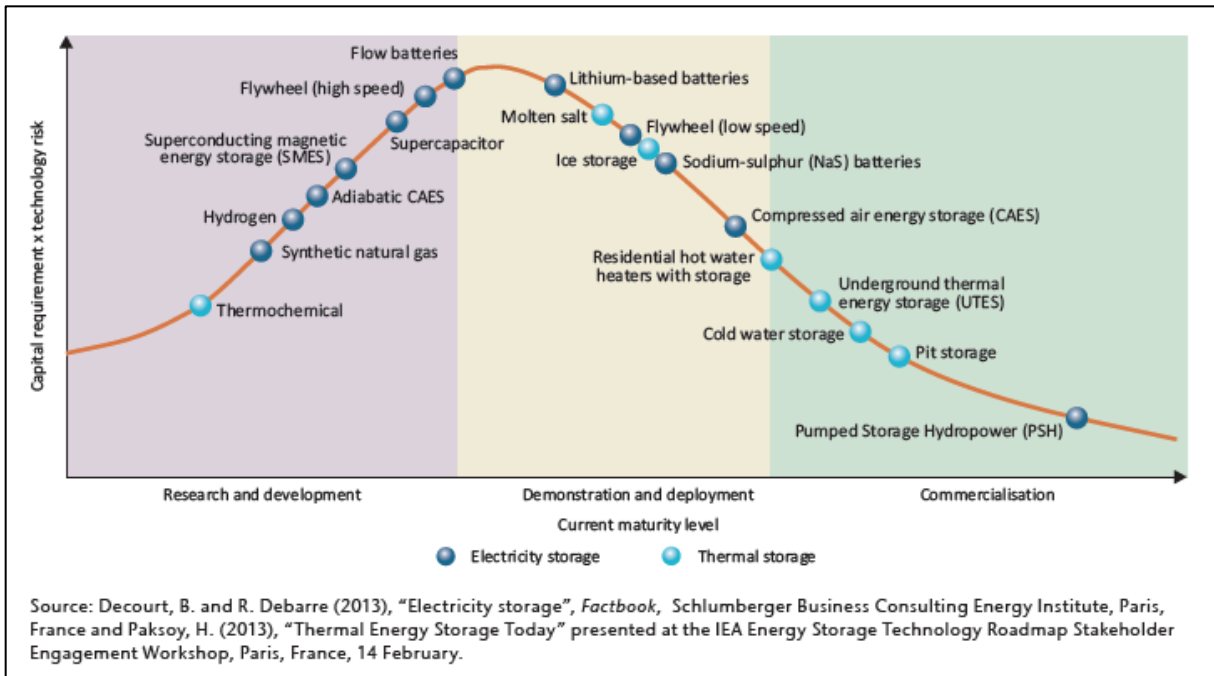 Capital requirement x technology risk
Flow batteries
Flywheel (high speed)
Supercapacitor
Superconducting magnetic
energy storage (SMES)
Adiabatic CAES
Hydrogen
Synthetic natural gas
Thermochemical
Lithium-based batteries
Molten salt
Flywheel (low speed)
Ice storage
Sodium-sulphur (NaS) batteries
Compressed air energy storage (CAES)
Residential hot water
heaters with storage
Underground thermal
energy storage (UTES)
Cold water storage
Pit storage
Pumped Storage Hydropower (PSH)
Research and development
Demonstration and deployment
Commercialisation
Current maturity level
Electricity storage
Thermal storage
Source: Decourt, B. and R. Debarre (2013), “Electricity storage”, Factbook, Schlumberger Business Consulting Energy Institute, Paris,
France and Paksoy, H. (2013), “Thermal Energy Storage Today” presented at the IEA Energy Storage Technology Roadmap Stakeholder
Engagement Workshop, Paris, France, 14 February.